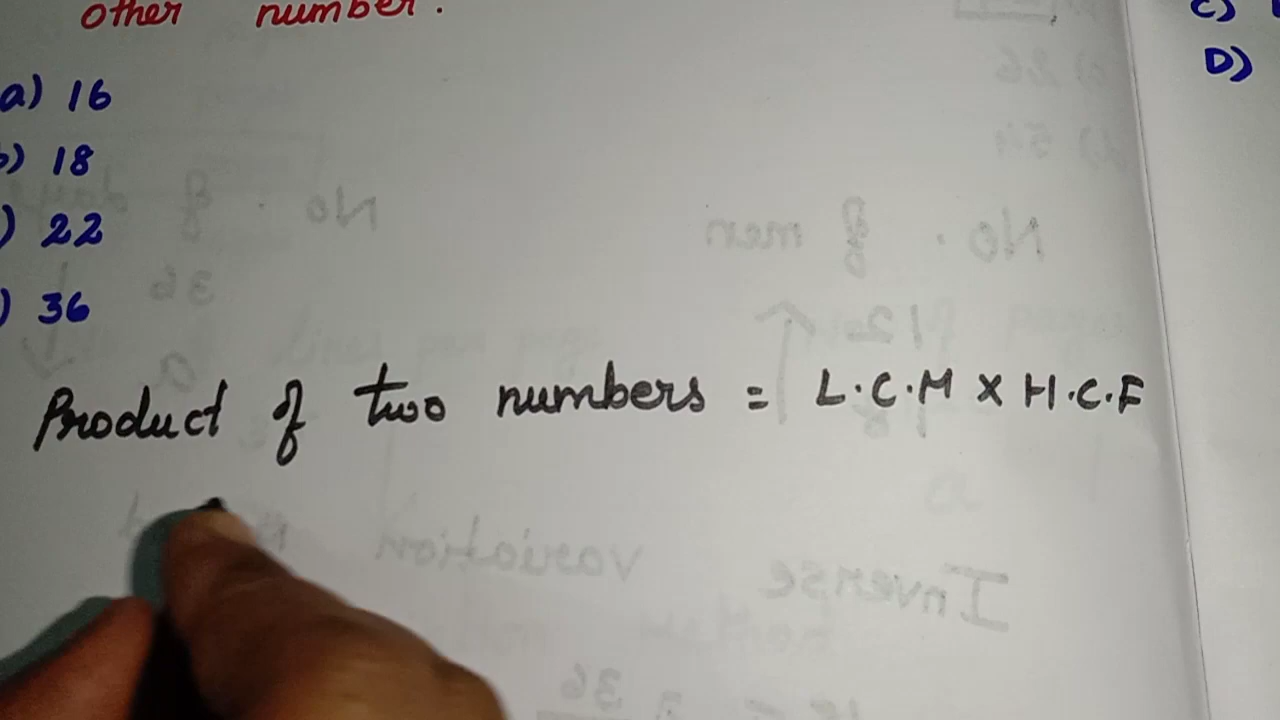 other number.
a) 16
b) 18
) 22
) 36
Product of two numbers = L.C.M x H.C.F
C)
D)